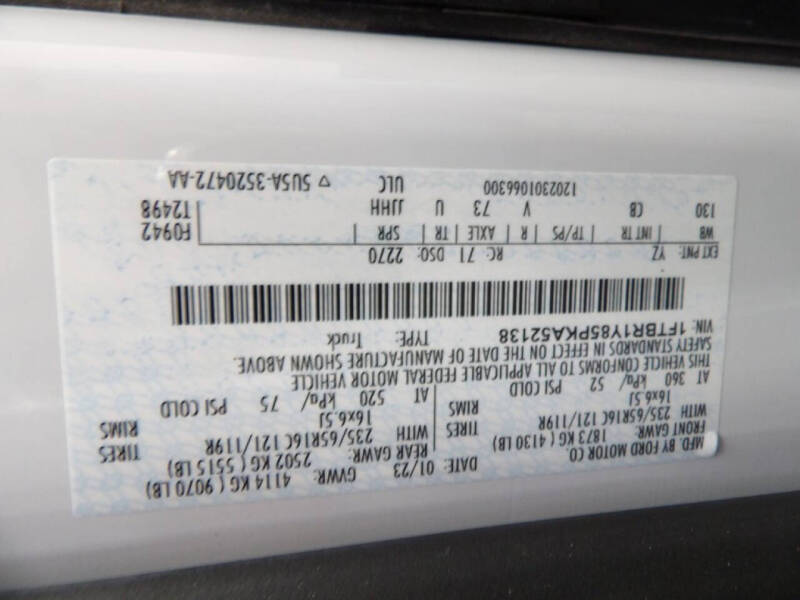 MFD. BY FORD MOTOR CO.
DATE: 01/23 GVWR: 4114 KG ( 9070 LB)
FRONT GAWR: 1873 KG ( 4130 LB) REAR GAWR: 2502 KG ( 5515 LB)
WITH 235/65R16C 121/119R TIRES WITH 235/65R16C 121/119R TIRES
16x6.5J RIMS 16x6.5J RIMS
AT 360 kPa/ 52 PSI COLD AT 520 kPa/ 75 PSI COLD
THIS VEHICLE CONFORMS TO ALL APPLICABLE FEDERAL MOTOR VEHICLE
SAFETY STANDARDS IN EFFECT ON THE DATE OF MANUFACTURE SHOWN ABOVE.
VIN: 1FTBR1Y85PKA52138 TYPE: Truck
EXT PNT: YZ RC: 71 DSO: 2270
WB INT TR TP/PS R AXLE TR SPR F0942
130 CB V 73 U JJHH T2498
1202301066300 ULC ▽ 5U5A-3520472-AA